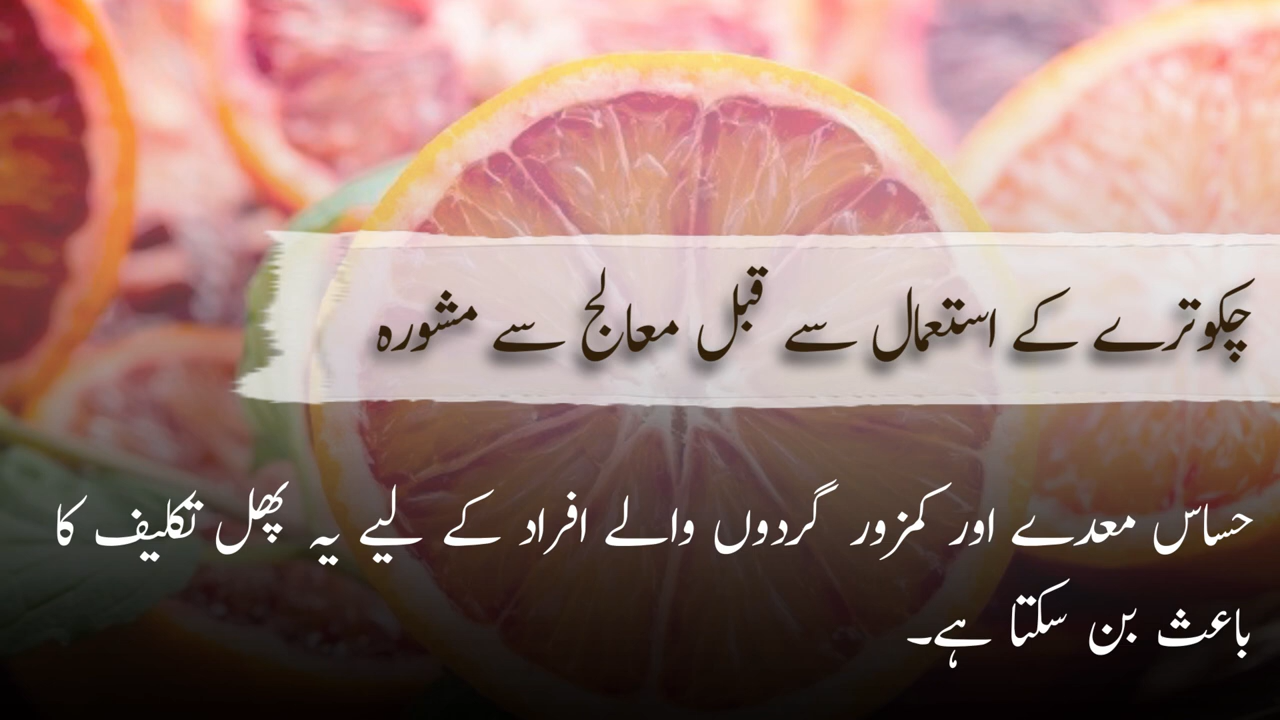 چکوترے کے استعمال سے قبل معالج سے مشورہ
حساس معدے اور کمزور گردوں والے افراد کے لیے یہ پھل تکلیف کا
باعث بن سکتا ہے۔